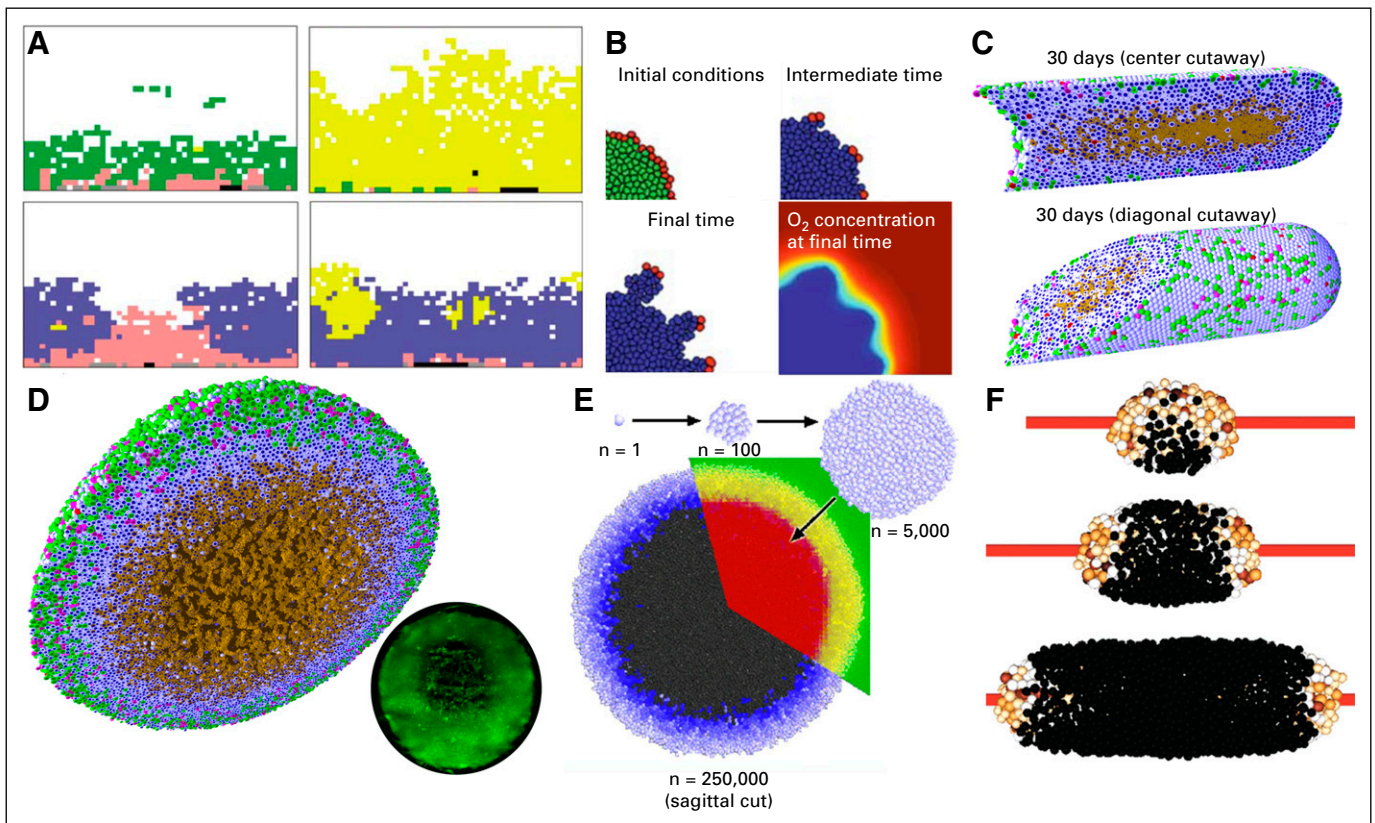 A
B
Initial conditions
Intermediate time
Final time
O₂ concentration
at final time
C
30 days (center cutaway)
30 days (diagonal cutaway)
D
E
n = 1
n = 100
n = 5,000
n = 250,000
(sagittal cut)
F